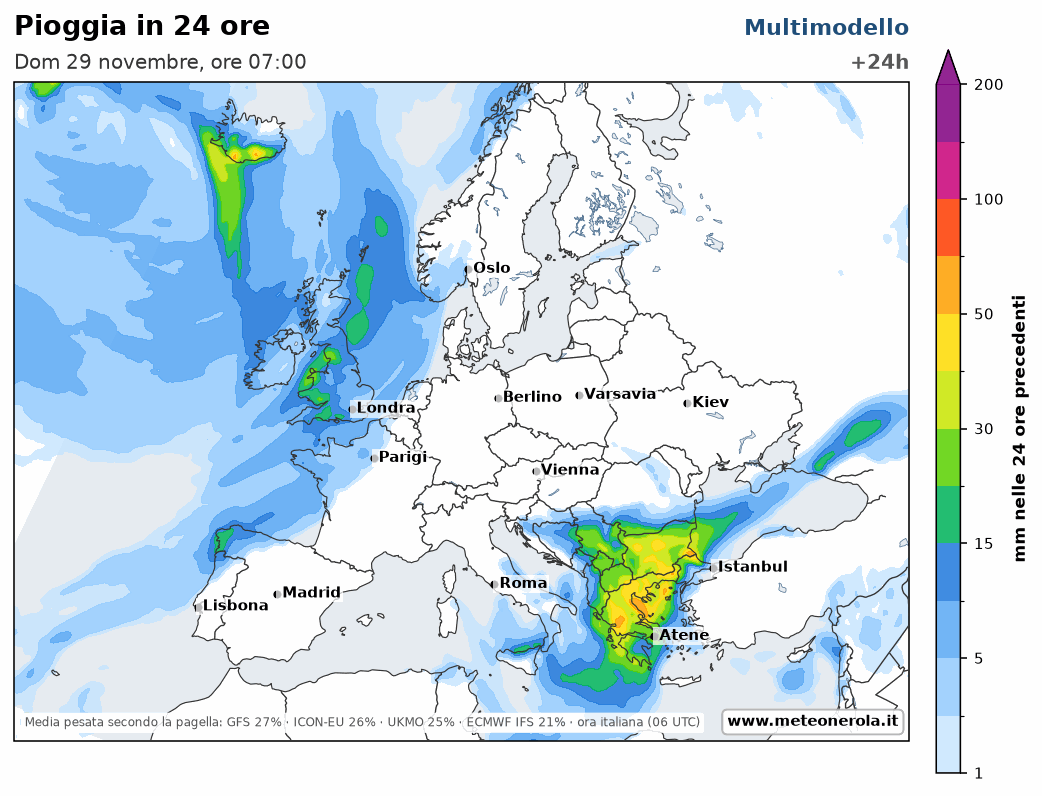 Pioggia in 24 ore
Multimodello
Dom 29 novembre, ore 07:00
+24h
200
100
50
30
15
5
1
mm nelle 24 ore precedenti
Oslo
Berlino
Varsavia
Kiev
Londra
Parigi
Vienna
Istanbul
Roma
Madrid
Lisbona
Atene
Media pesata secondo la pagella: GFS 27% · ICON-EU 26% · UKMO 25% · ECMWF IFS 21% · ora italiana (06 UTC)
www.meteonerola.it